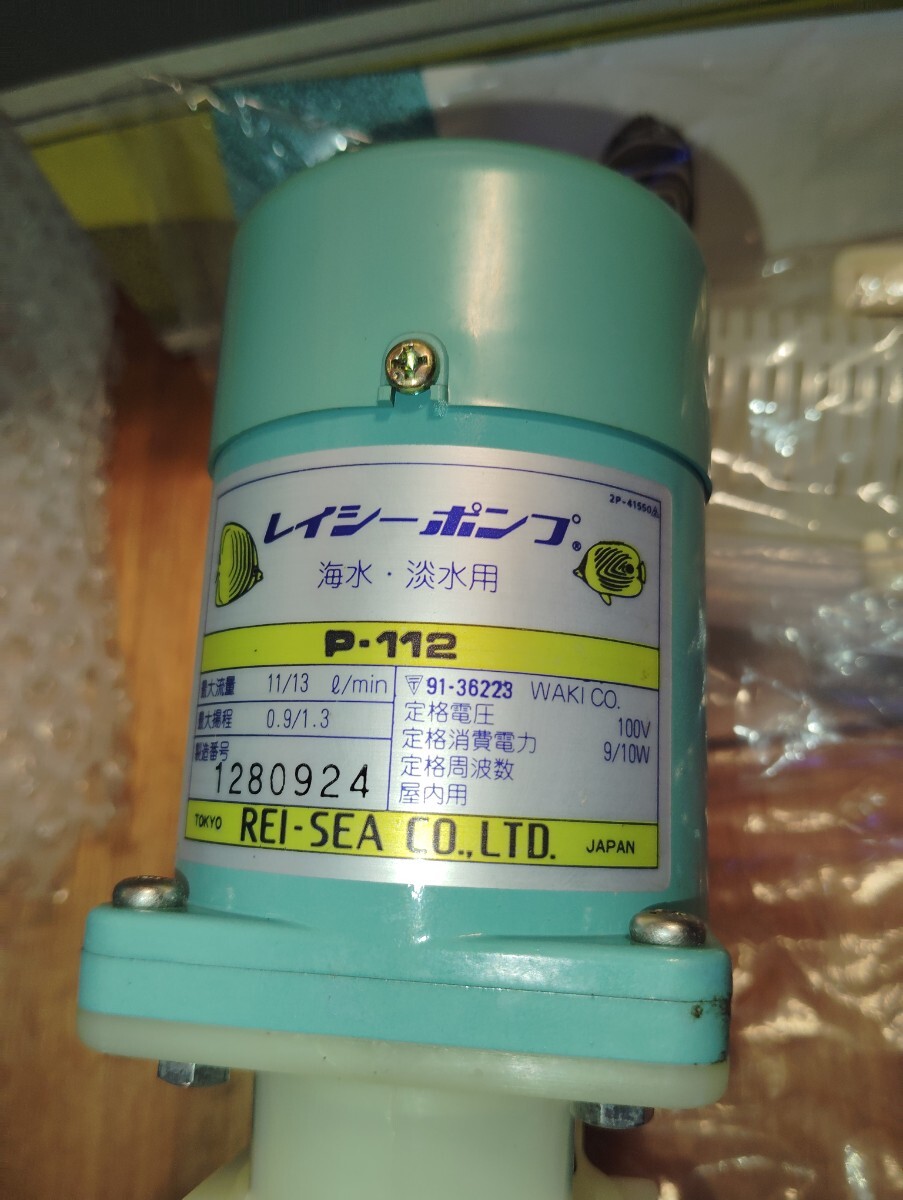 2P-41550
レイシーポンプ®
海水・淡水用
P-112
最大流量 11/13 ℓ/min
最大揚程 0.9/1.3
製造番号
1280924
〒 91-36223 WAKI CO.
定格電圧 100V
定格消費電力 9/10W
定格周波数
屋内用
TOKYO REI-SEA CO.,LTD. JAPAN